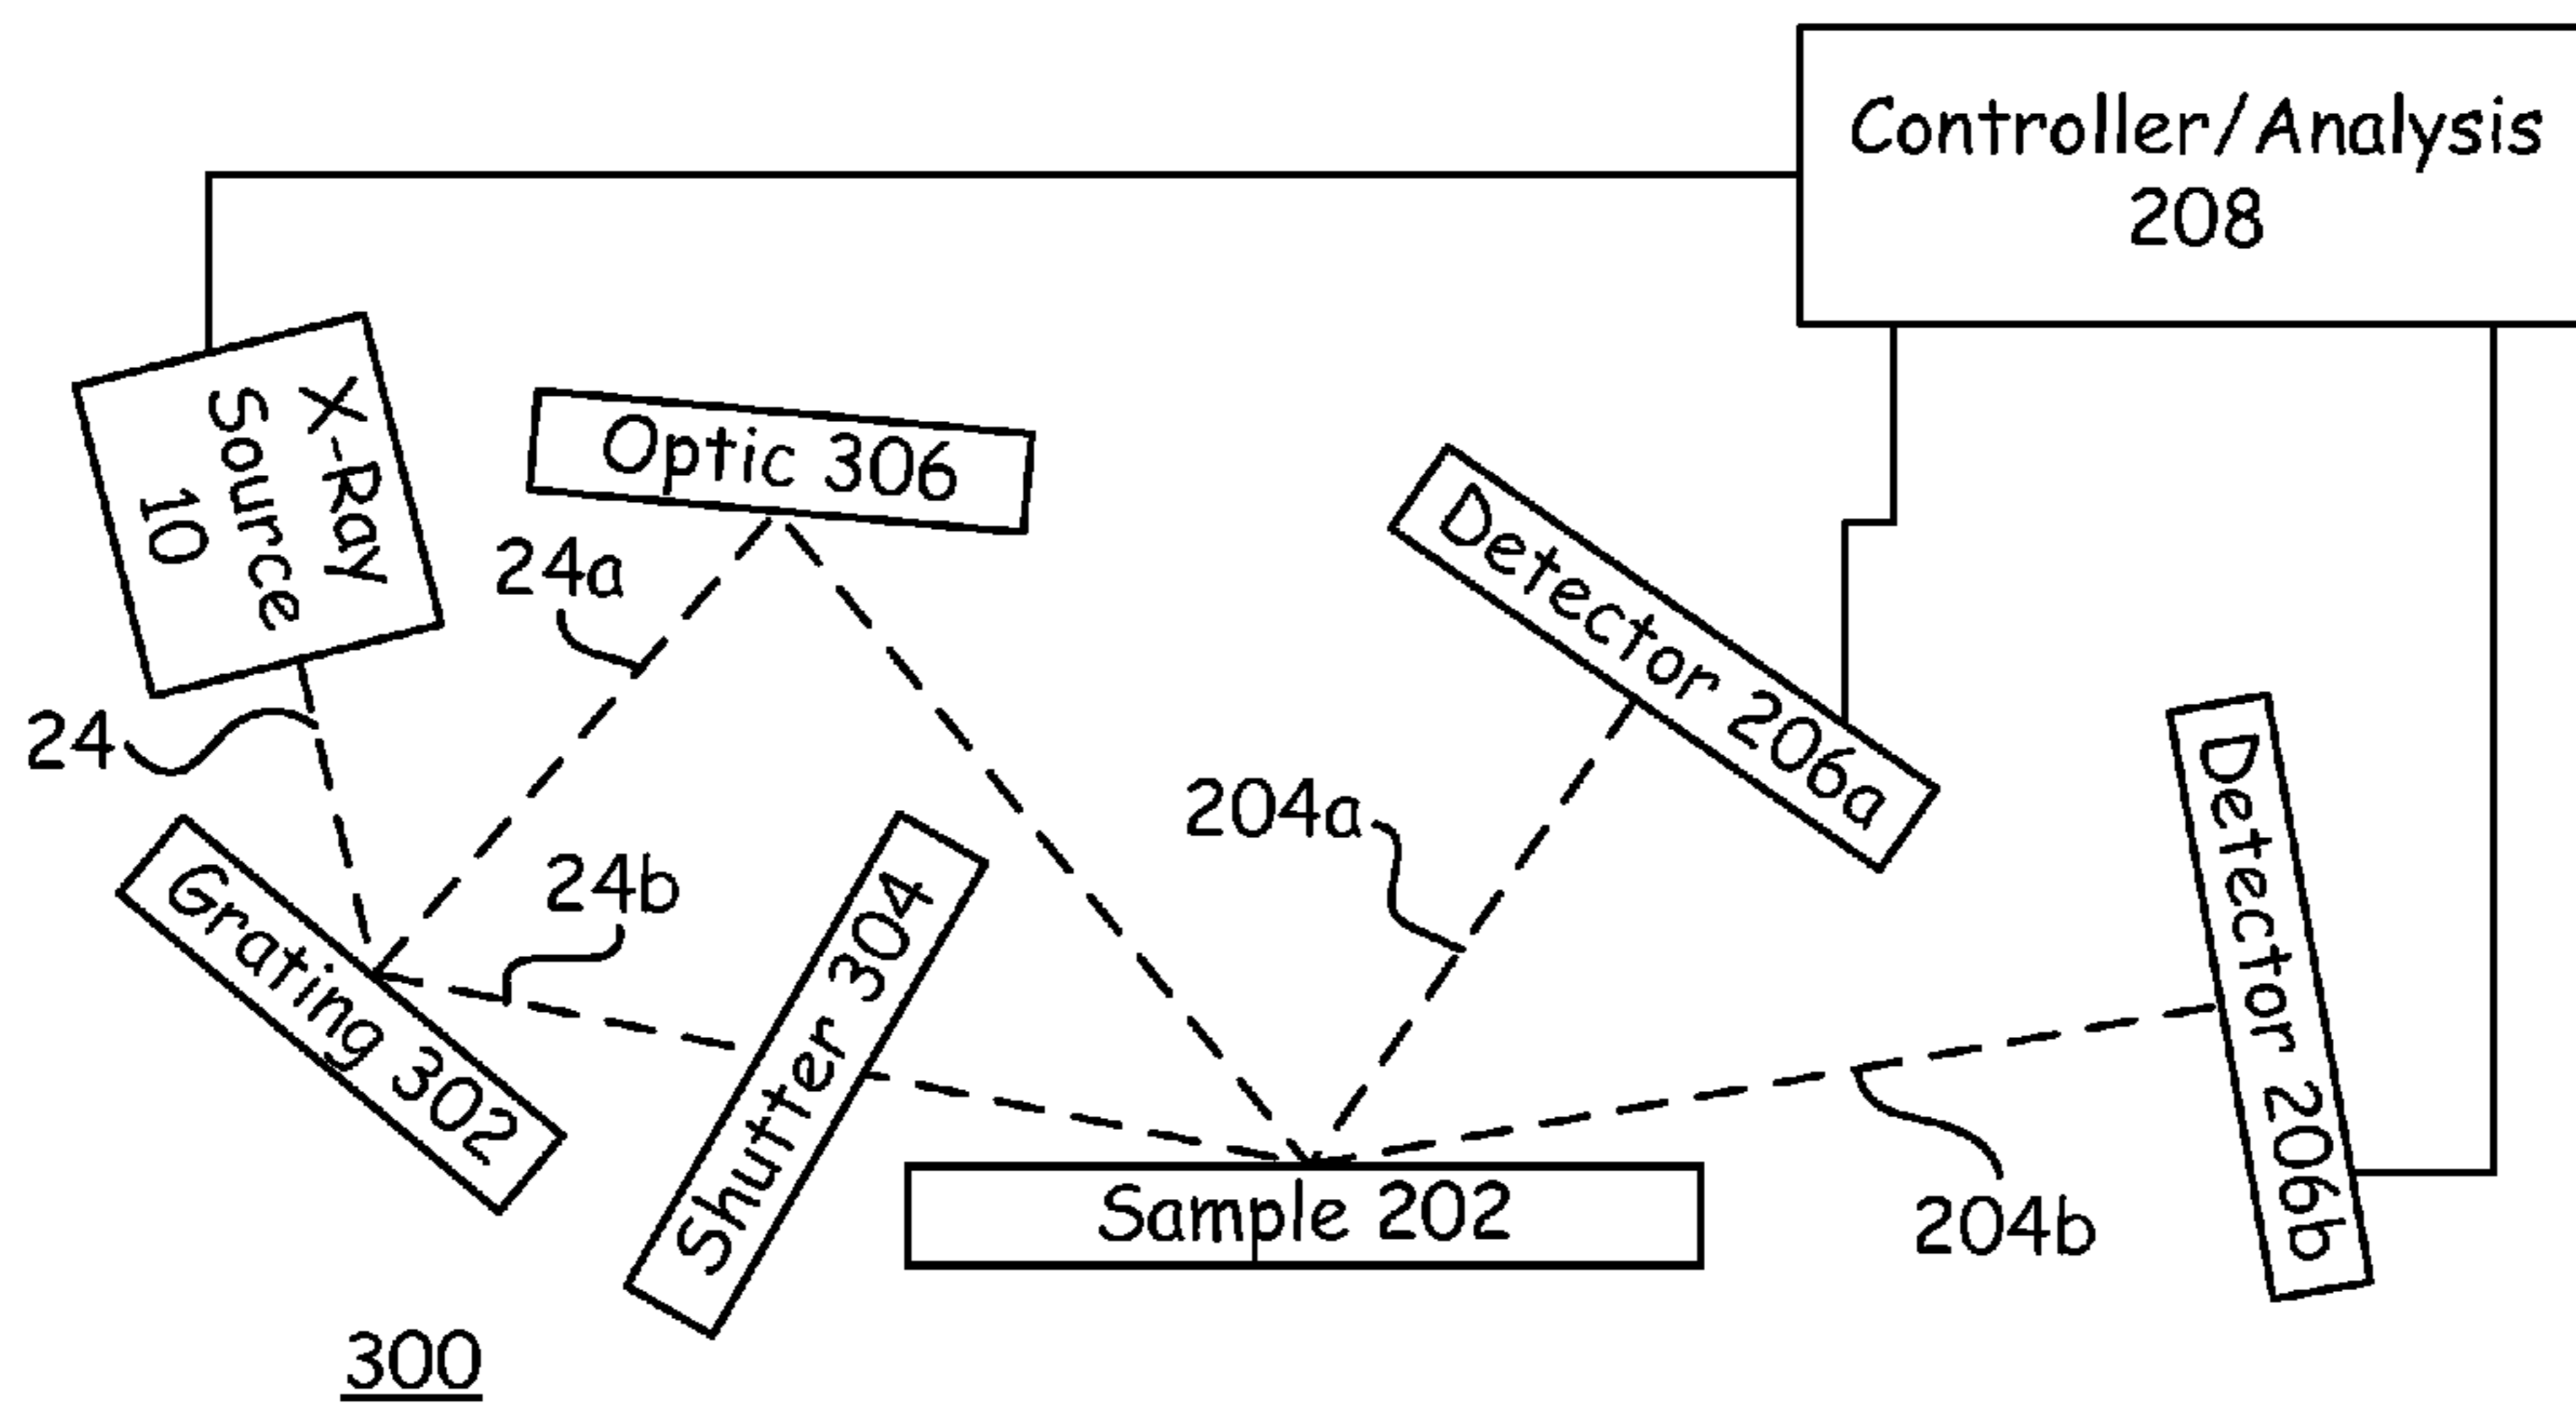 Controller/Analysis
208
X-Ray
Source
10
Optic 306
24a
Detector 206a
24
204a
24b
Grating 302
Shutter 304
Detector 206b
Sample 202
204b
300